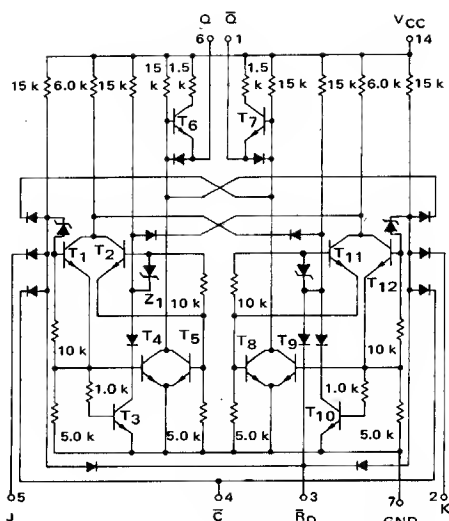 Q Q̅ VCC
6 1 14
15 k 6.0 k 15 k 15 k 1.5 k 1.5 k 15 k 15 k 6.0 k 15 k
T6 T7
T1 T2 T11 T12
Z1 10 k 10 k
T4 T5 T8 T9
10 k 10 k
1.0 k 1.0 k
T3 T10
5.0 k 5.0 k 5.0 k 5.0 k
5 4 3 7 2
J C̅ R̅D GND K